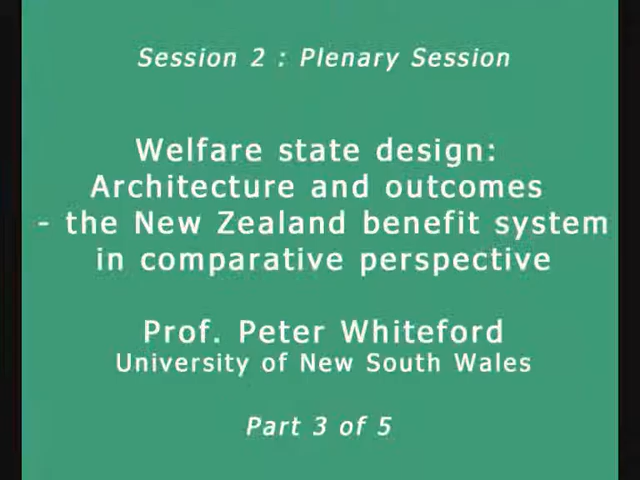 Session 2 : Plenary Session
Welfare state design:
Architecture and outcomes
- the New Zealand benefit system
in comparative perspective
Prof. Peter Whiteford
University of New South Wales
Part 3 of 5